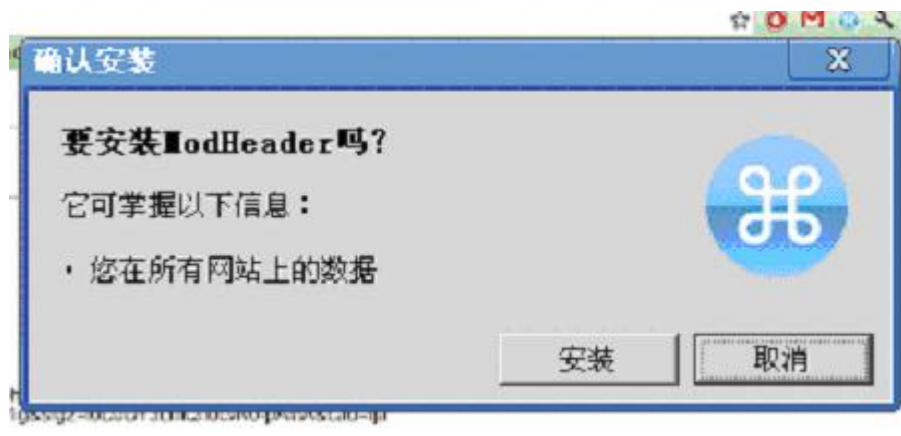 确认安装
要安装ModHeader吗?
它可掌握以下信息：
· 您在所有网站上的数据
安装
取消